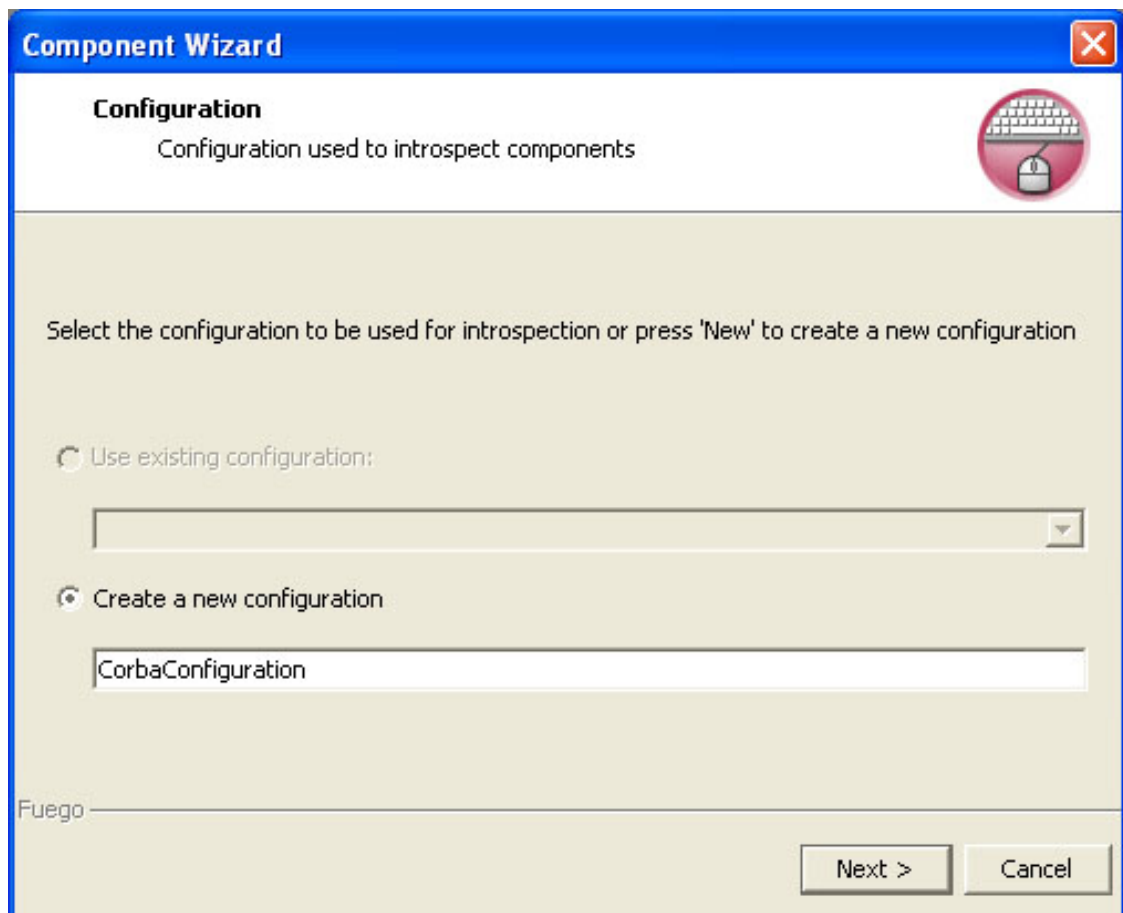 Component Wizard
Configuration
Configuration used to introspect components
Select the configuration to be used for introspection or press 'New' to create a new configuration
Use existing configuration:
Create a new configuration
CorbaConfiguration
Fuego
Next >
Cancel